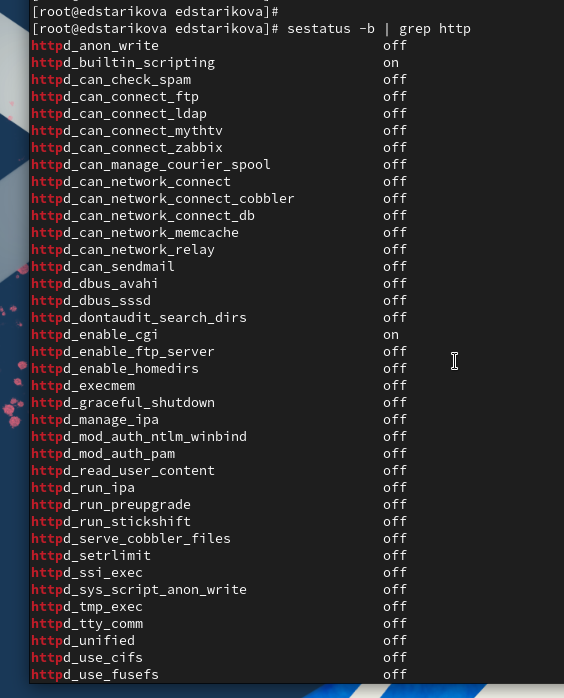 [root@edstarikova edstarikova]#
[root@edstarikova edstarikova]# sestatus -b | grep http
httpd_anon_write off
httpd_builtin_scripting on
httpd_can_check_spam off
httpd_can_connect_ftp off
httpd_can_connect_ldap off
httpd_can_connect_mythtv off
httpd_can_connect_zabbix off
httpd_can_manage_courier_spool off
httpd_can_network_connect off
httpd_can_network_connect_cobbler off
httpd_can_network_connect_db off
httpd_can_network_memcache off
httpd_can_network_relay off
httpd_can_sendmail off
httpd_dbus_avahi off
httpd_dbus_sssd off
httpd_dontaudit_search_dirs off
httpd_enable_cgi on
httpd_enable_ftp_server off
httpd_enable_homedirs off
httpd_execmem off
httpd_graceful_shutdown off
httpd_manage_ipa off
httpd_mod_auth_ntlm_winbind off
httpd_mod_auth_pam off
httpd_read_user_content off
httpd_run_ipa off
httpd_run_preupgrade off
httpd_run_stickshift off
httpd_serve_cobbler_files off
httpd_setrlimit off
httpd_ssi_exec off
httpd_sys_script_anon_write off
httpd_tmp_exec off
httpd_tty_comm off
httpd_unified off
httpd_use_cifs off
httpd_use_fusefs off